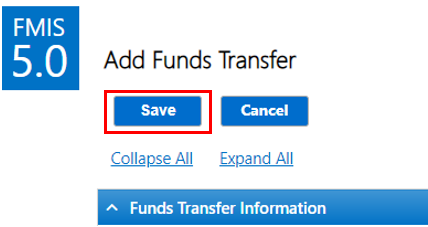 FMIS
5.0
Add Funds Transfer
Save Cancel
Collapse All Expand All
Funds Transfer Information